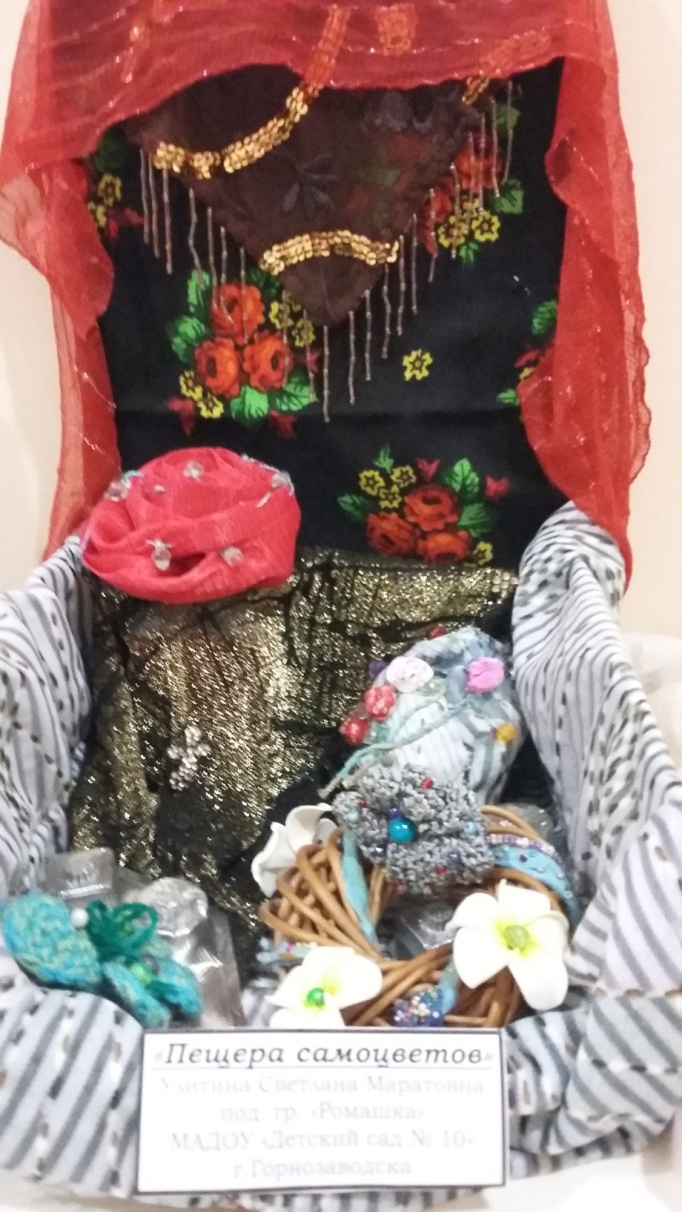 «Пещера самоцветов»
Улитина Светлана Маратовна
под. гр. «Ромашка»
МАДОУ «Детский сад № 10»
г.Горнозаводска